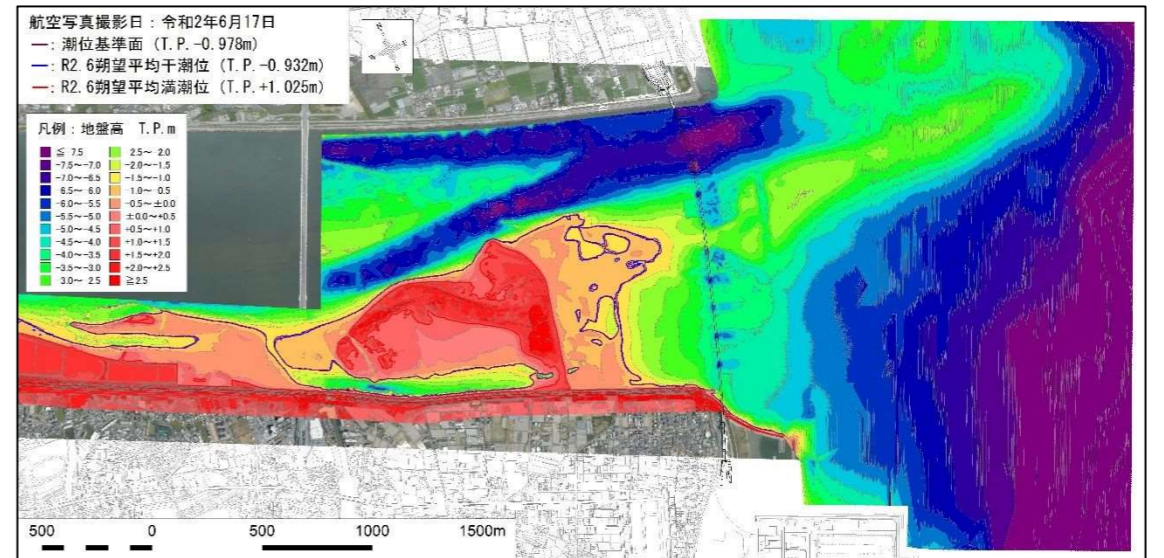 航空写真撮影日：令和2年6月17日
―：潮位基準面（T.P.-0.978m）
―：R2.6朔望平均干潮位（T.P.-0.932m）
―：R2.6朔望平均満潮位（T.P.+1.025m）
凡例：地盤高 T.P.m
≦ 7.5 2.5～ 2.0
-7.5～-7.0 -2.0～-1.5
-7.0～-6.5 -1.5～-1.0
6.5～ 6.0 1.0～ 0.5
-6.0～-5.5 -0.5～±0.0
-5.5～-5.0 ±0.0～+0.5
-5.0～-4.5 +0.5～+1.0
-4.5～-4.0 +1.0～+1.5
-4.0～-3.5 +1.5～+2.0
-3.5～-3.0 +2.0～+2.5
3.0～ 2.5 ≧2.5
500 0 500 1000 1500m